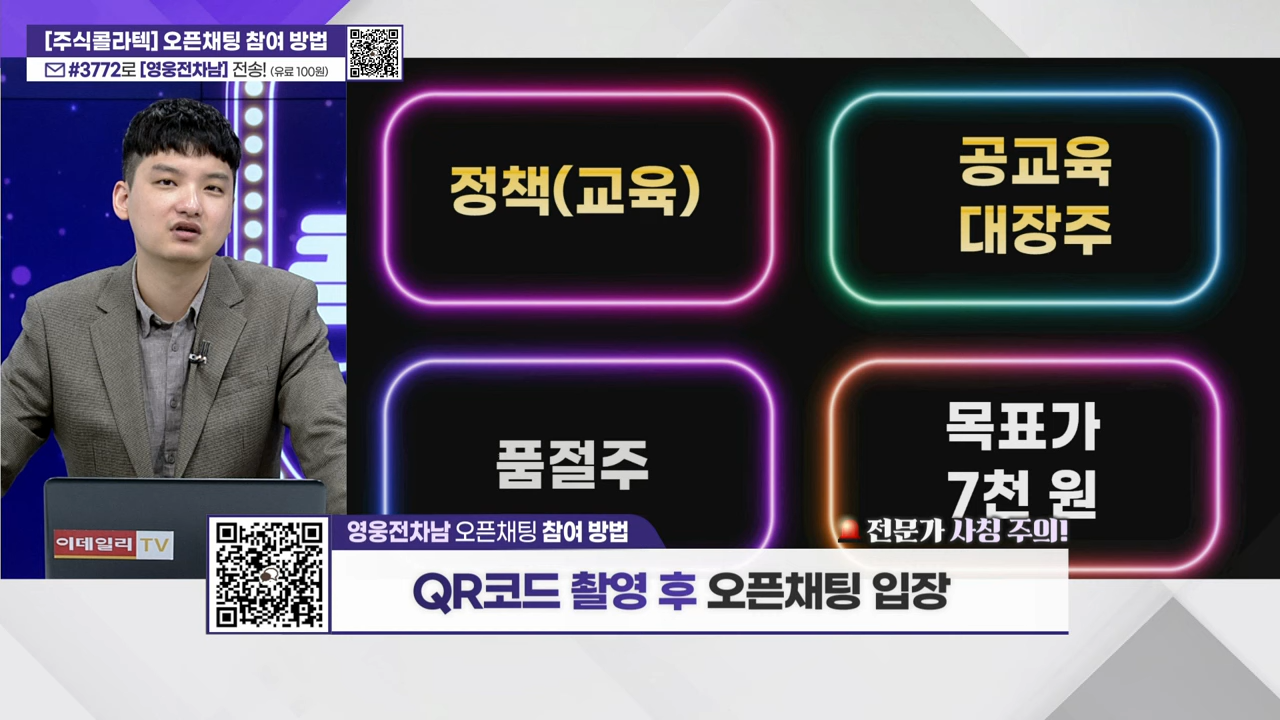 [주식콜라텍] 오픈채팅 참여 방법
#3772로 [영웅전차남] 전송! (유료 100원)
정책(교육)
공교육
대장주
품절주
목표가
7천 원
이데일리 TV
영웅전차남 오픈채팅 참여 방법
전문가 사칭 주의!
QR코드 촬영 후 오픈채팅 입장